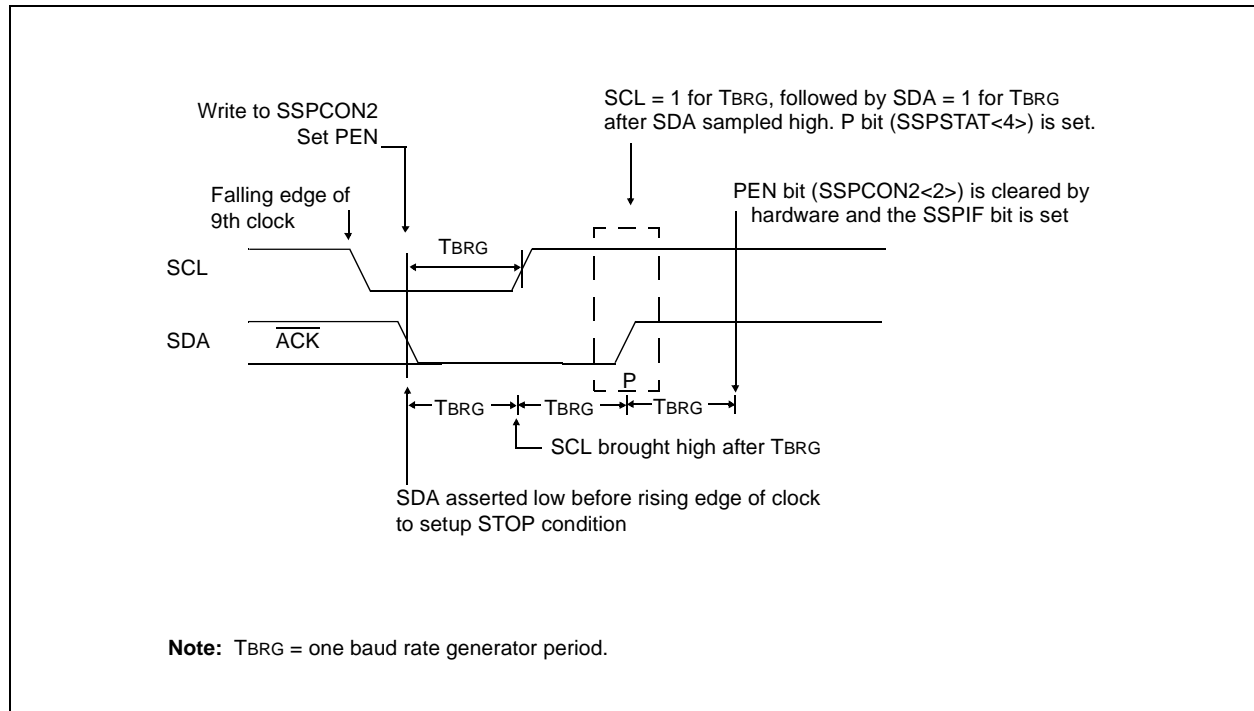 Write to SSPCON2
Set PEN
SCL = 1 for TBRG, followed by SDA = 1 for TBRG
after SDA sampled high. P bit (SSPSTAT<4>) is set.
Falling edge of
9th clock
PEN bit (SSPCON2<2>) is cleared by
hardware and the SSPIF bit is set
TBRG
SCL
SDA
ACK
P
TBRG
TBRG
TBRG
SCL brought high after TBRG
SDA asserted low before rising edge of clock
to setup STOP condition
Note: TBRG = one baud rate generator period.